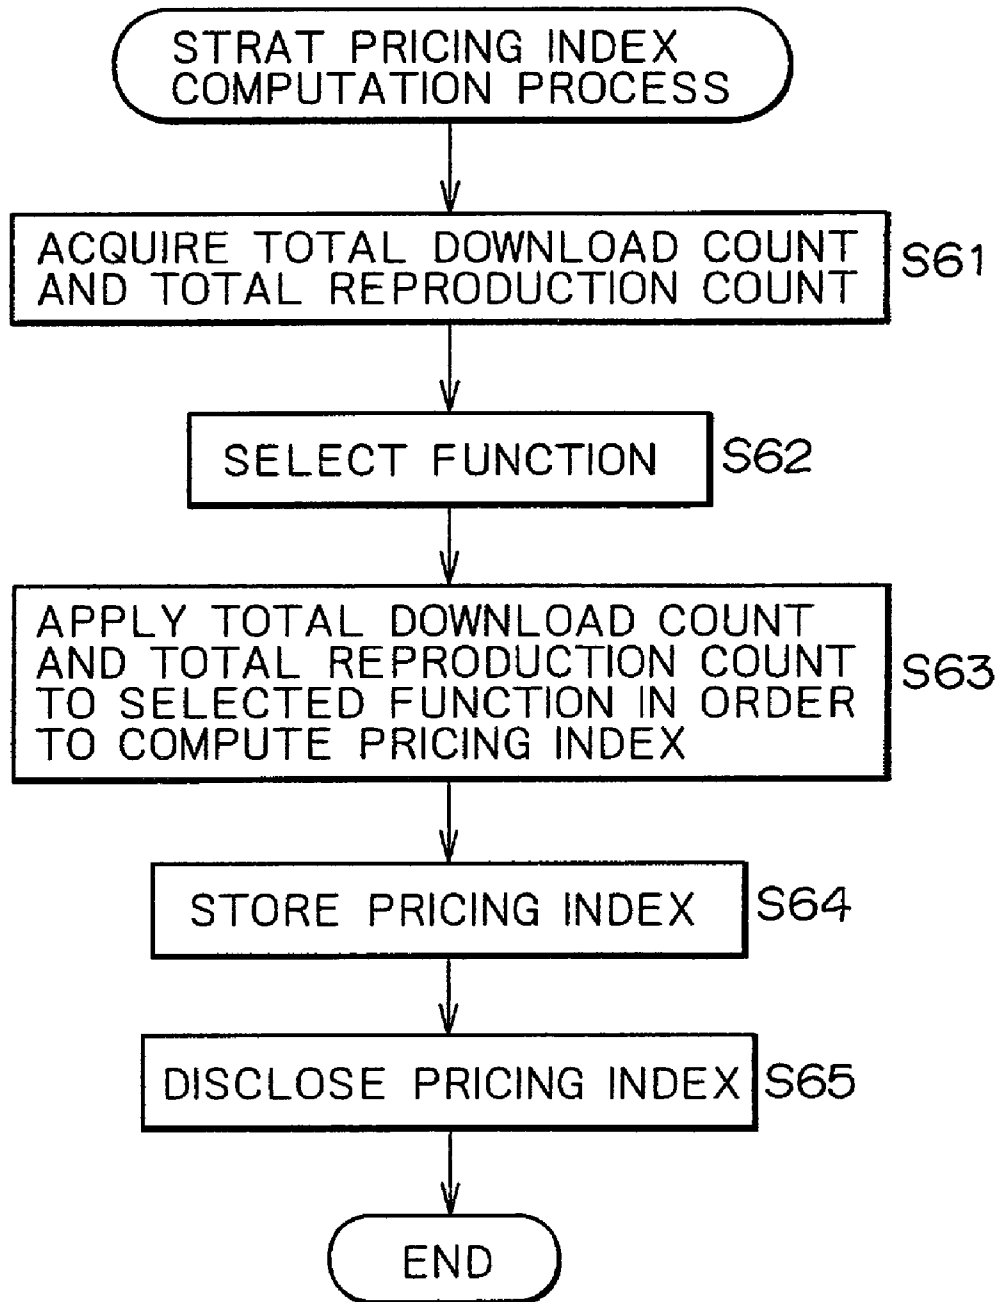 STRAT PRICING INDEX
COMPUTATION PROCESS
ACQUIRE TOTAL DOWNLOAD COUNT
AND TOTAL REPRODUCTION COUNT
S61
SELECT FUNCTION
S62
APPLY TOTAL DOWNLOAD COUNT
AND TOTAL REPRODUCTION COUNT
TO SELECTED FUNCTION IN ORDER
TO COMPUTE PRICING INDEX
S63
STORE PRICING INDEX
S64
DISCLOSE PRICING INDEX
S65
END